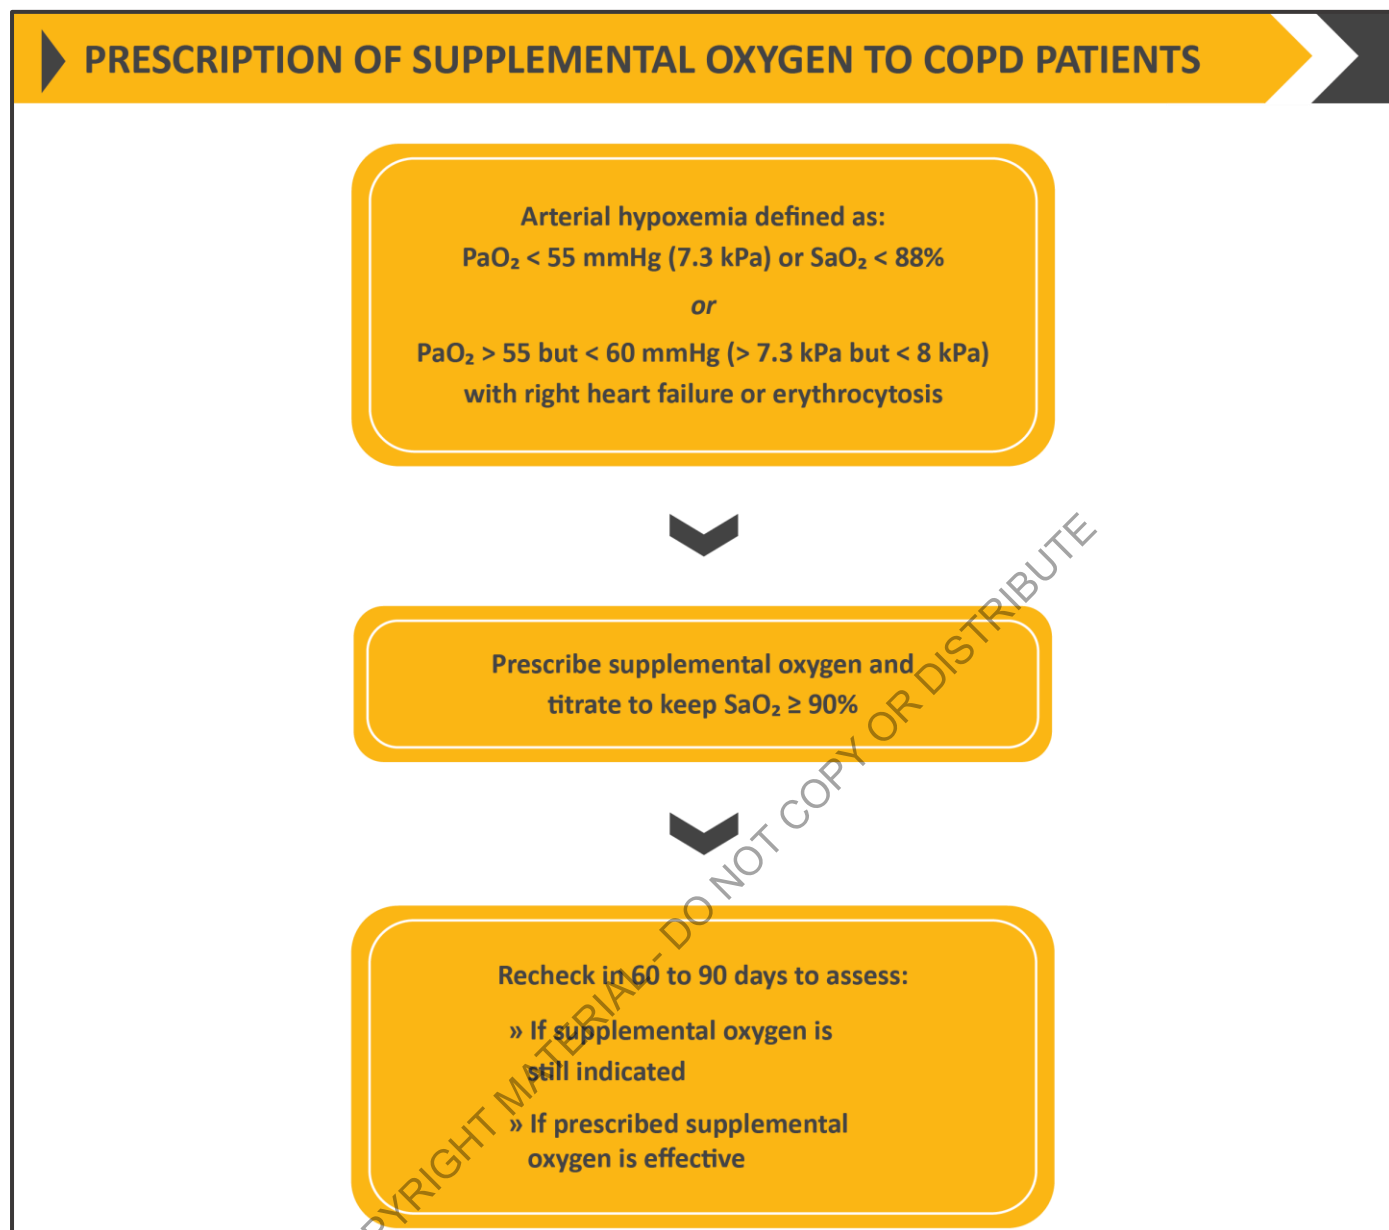 PRESCRIPTION OF SUPPLEMENTAL OXYGEN TO COPD PATIENTS
Arterial hypoxemia defined as:
PaO₂ < 55 mmHg (7.3 kPa) or SaO₂ < 88%
or
PaO₂ > 55 but < 60 mmHg (> 7.3 kPa but < 8 kPa)
with right heart failure or erythrocytosis
Prescribe supplemental oxygen and
titrate to keep SaO₂ ≥ 90%
Recheck in 60 to 90 days to assess:
» If supplemental oxygen is
still indicated
» If prescribed supplemental
oxygen is effective
PYRIGHT MATERIAL - DO NOT COPY OR DISTRIBUTE